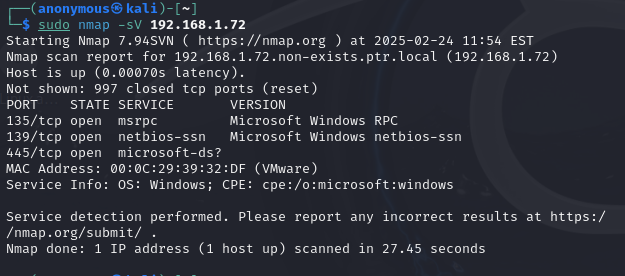 ┌──(anonymous㉿kali)-[~]
└─$ sudo nmap -sV 192.168.1.72
Starting Nmap 7.94SVN ( https://nmap.org ) at 2025-02-24 11:54 EST
Nmap scan report for 192.168.1.72.non-exists.ptr.local (192.168.1.72)
Host is up (0.00070s latency).
Not shown: 997 closed tcp ports (reset)
PORT    STATE SERVICE       VERSION
135/tcp open  msrpc         Microsoft Windows RPC
139/tcp open  netbios-ssn   Microsoft Windows netbios-ssn
445/tcp open  microsoft-ds?
MAC Address: 00:0C:29:39:32:DF (VMware)
Service Info: OS: Windows; CPE: cpe:/o:microsoft:windows

Service detection performed. Please report any incorrect results at https:/
/nmap.org/submit/ .
Nmap done: 1 IP address (1 host up) scanned in 27.45 seconds